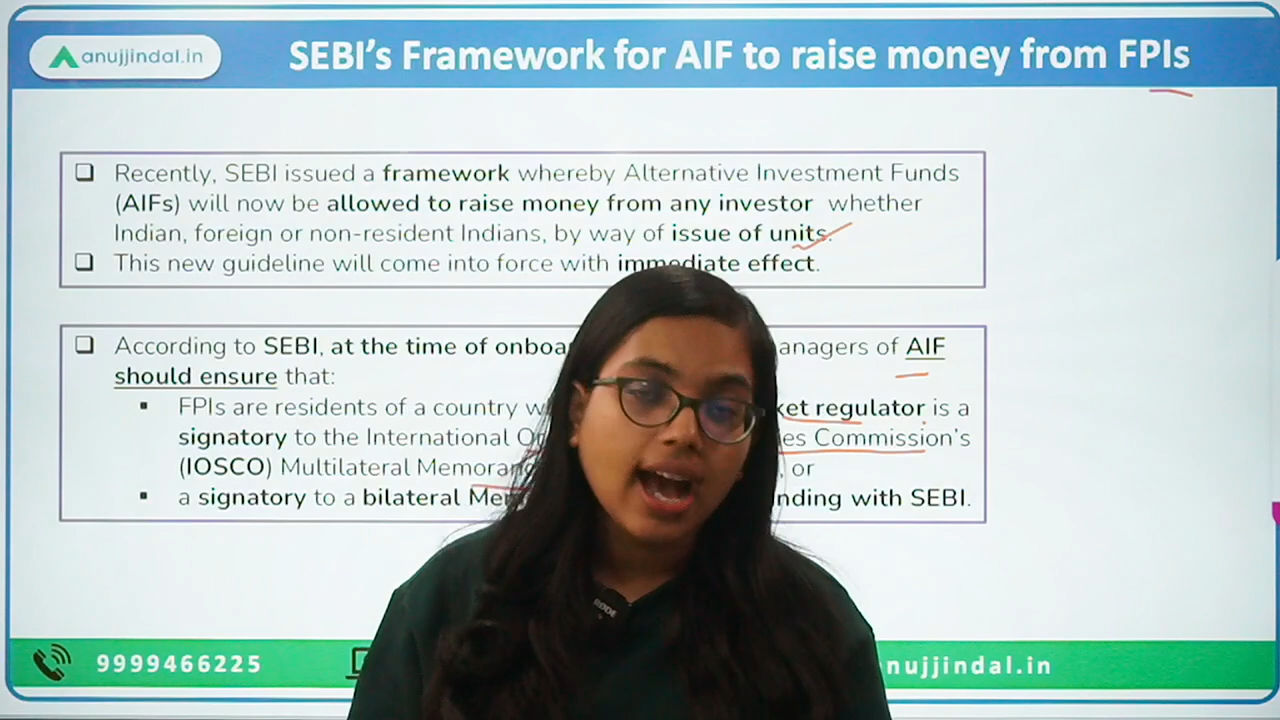 anujjindal.in
SEBI's Framework for AIF to raise money from FPIs
❑ Recently, SEBI issued a framework whereby Alternative Investment Funds
(AIFs) will now be allowed to raise money from any investor whether
Indian, foreign or non-resident Indians, by way of issue of units.
❑ This new guideline will come into force with immediate effect.
❑ According to SEBI, at the time of anagers of AIF
should ensure that:
▪ FPIs are residents of a country ket regulator is a
signatory to the International es Commission's
(IOSCO) Multilateral , or
▪ a signatory to a bilateral nding with SEBI.
RØDE
9999466225 nujjindal.in